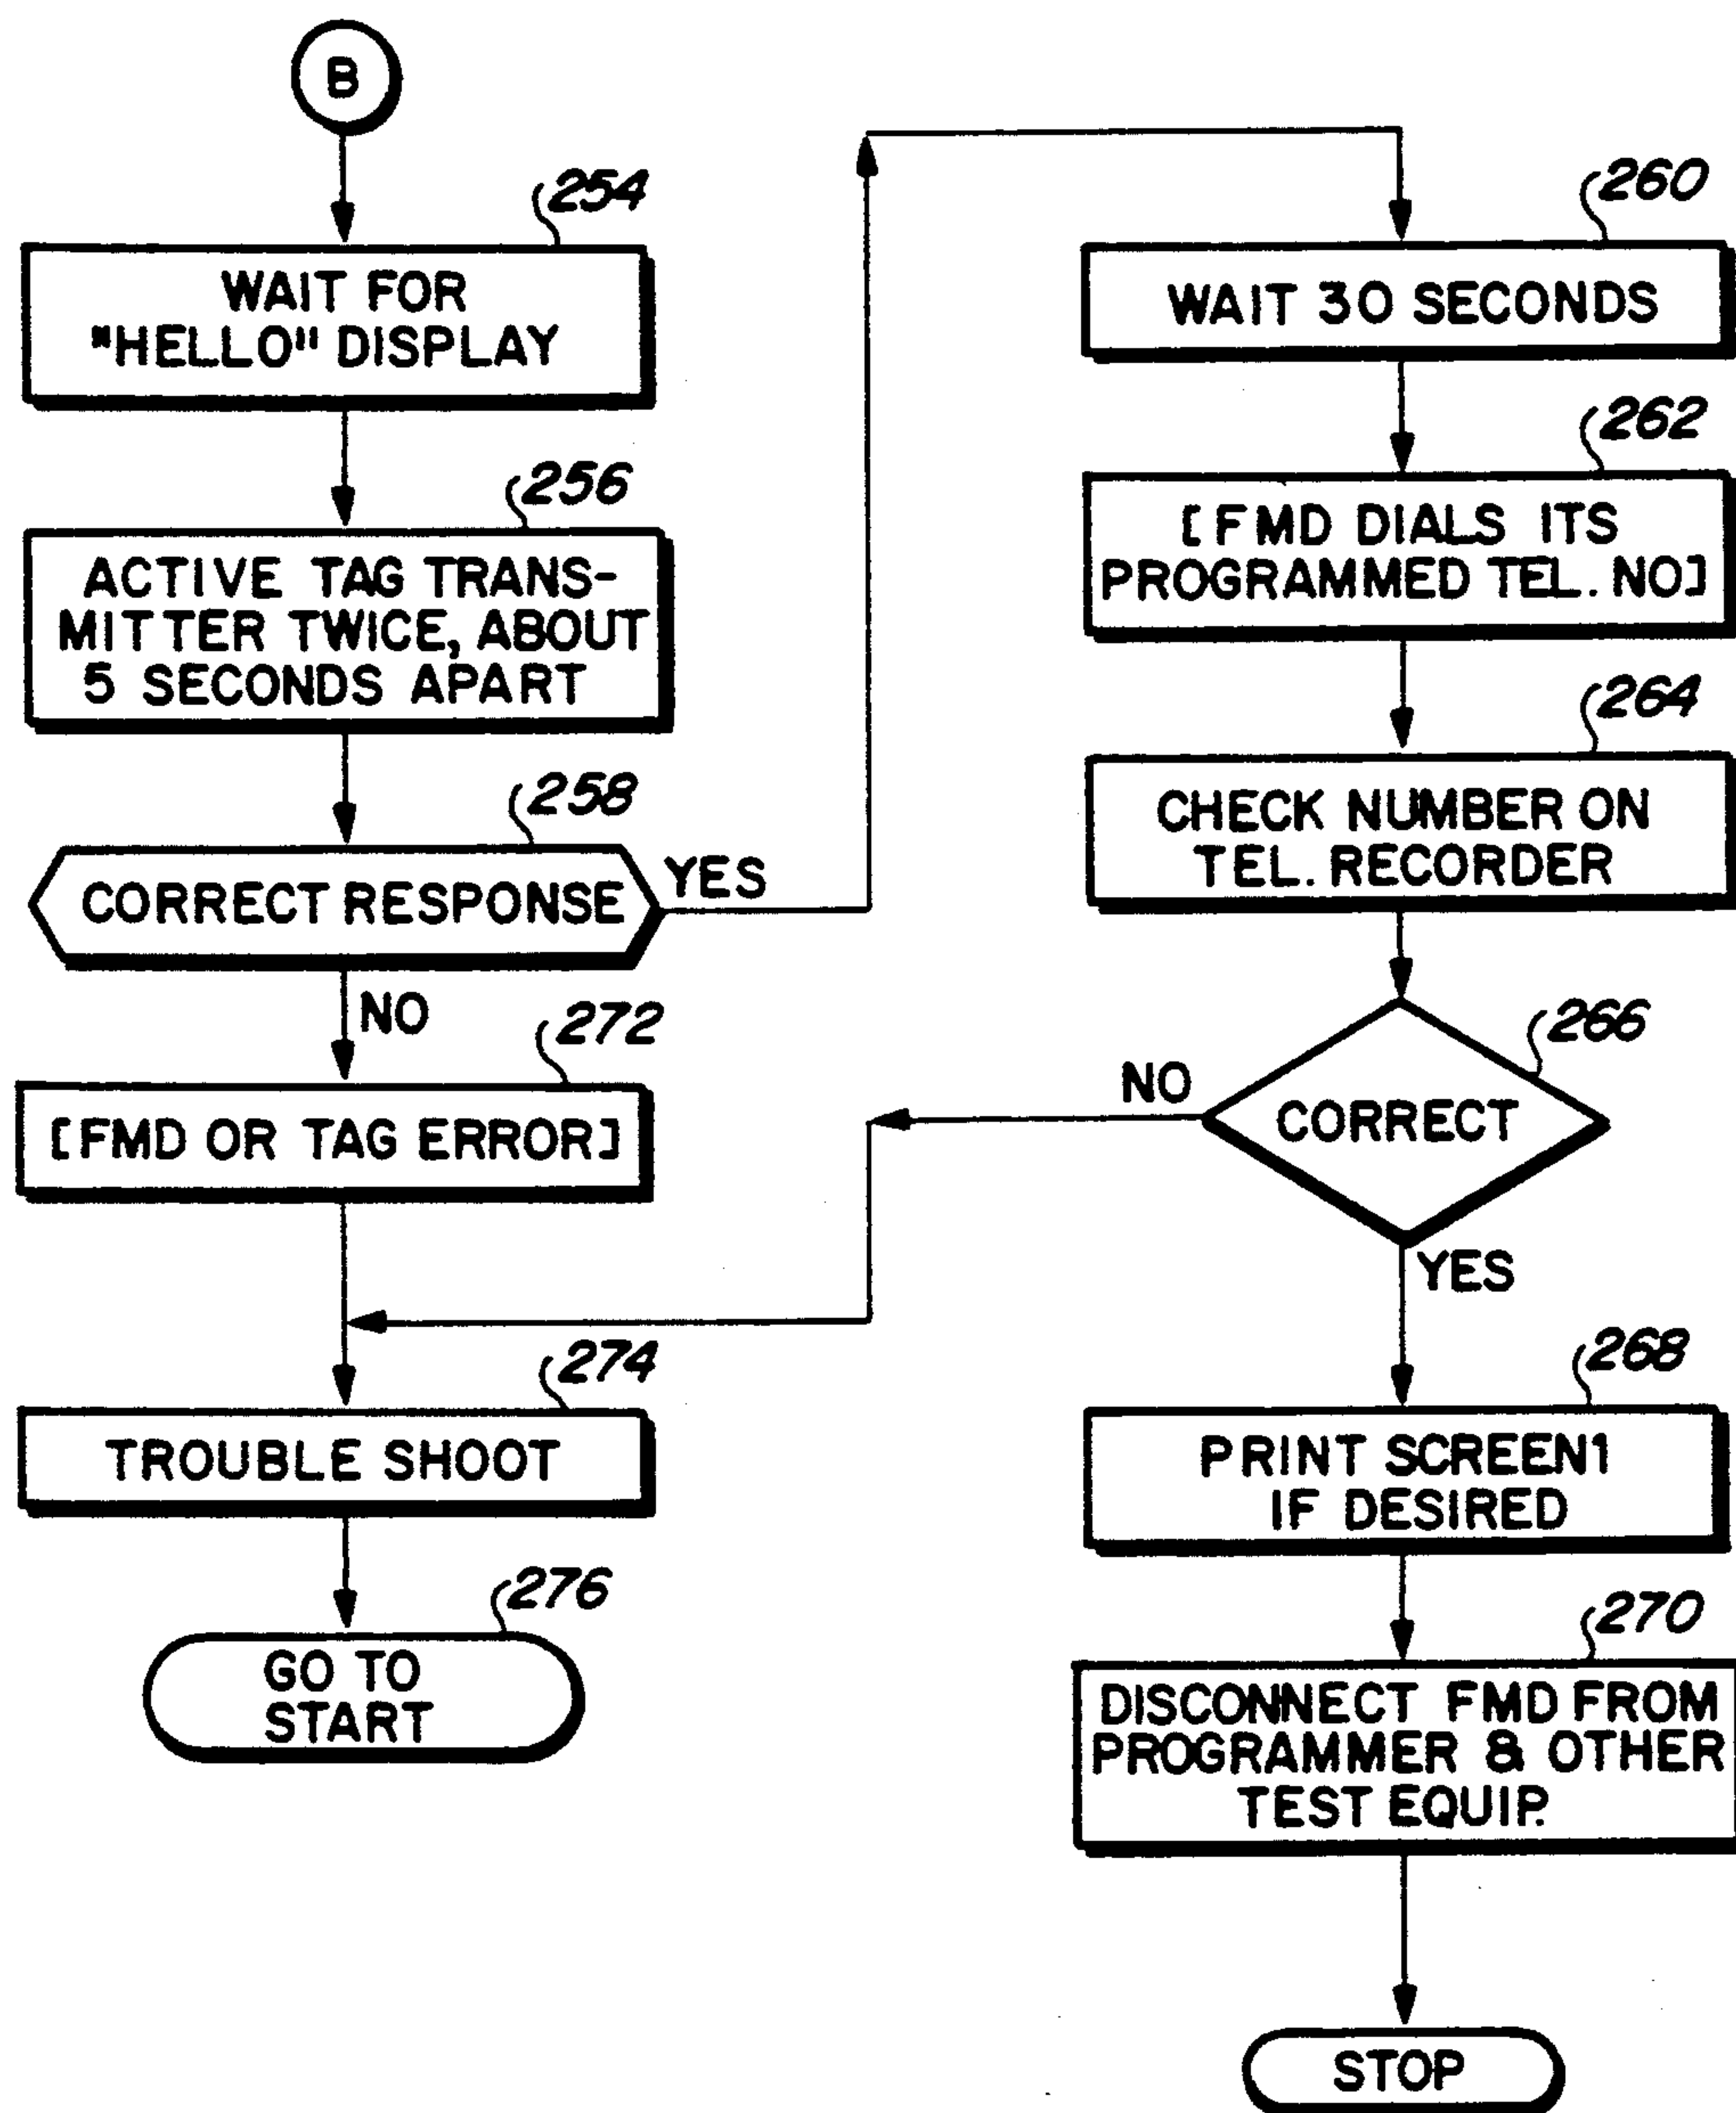 B
254
WAIT FOR
"HELLO" DISPLAY
256
ACTIVE TAG TRANS-
MITTER TWICE, ABOUT
5 SECONDS APART
258
CORRECT RESPONSE
YES
NO
272
[FMD OR TAG ERROR]
274
TROUBLE SHOOT
276
GO TO
START
260
WAIT 30 SECONDS
262
[FMD DIALS ITS
PROGRAMMED TEL. NO]
264
CHECK NUMBER ON
TEL. RECORDER
266
NO
CORRECT
YES
268
PRINT SCREEN1
IF DESIRED
270
DISCONNECT FMD FROM
PROGRAMMER & OTHER
TEST EQUIP.
STOP